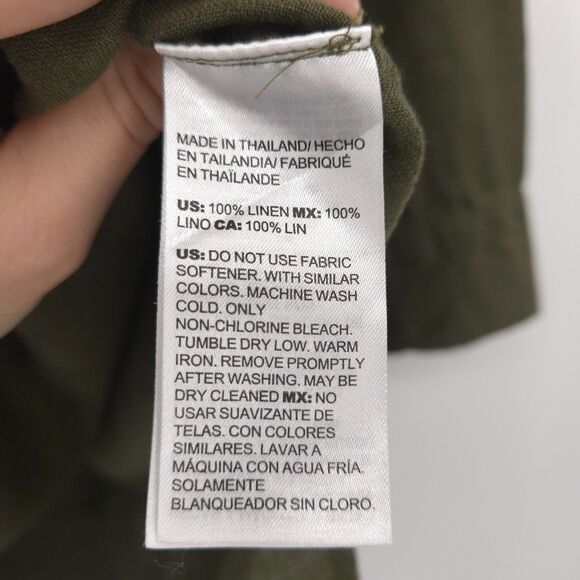 MADE IN THAILAND/ HECHO
EN TAILANDIA/ FABRIQUÉ
EN THAÏLANDE
US: 100% LINEN MX: 100%
LINO CA: 100% LIN
US: DO NOT USE FABRIC
SOFTENER. WITH SIMILAR
COLORS. MACHINE WASH
COLD. ONLY
NON-CHLORINE BLEACH.
TUMBLE DRY LOW. WARM
IRON. REMOVE PROMPTLY
AFTER WASHING. MAY BE
DRY CLEANED MX: NO
USAR SUAVIZANTE DE
TELAS. CON COLORES
SIMILARES. LAVAR A
MÁQUINA CON AGUA FRÍA.
SOLAMENTE
BLANQUEADOR SIN CLORO.